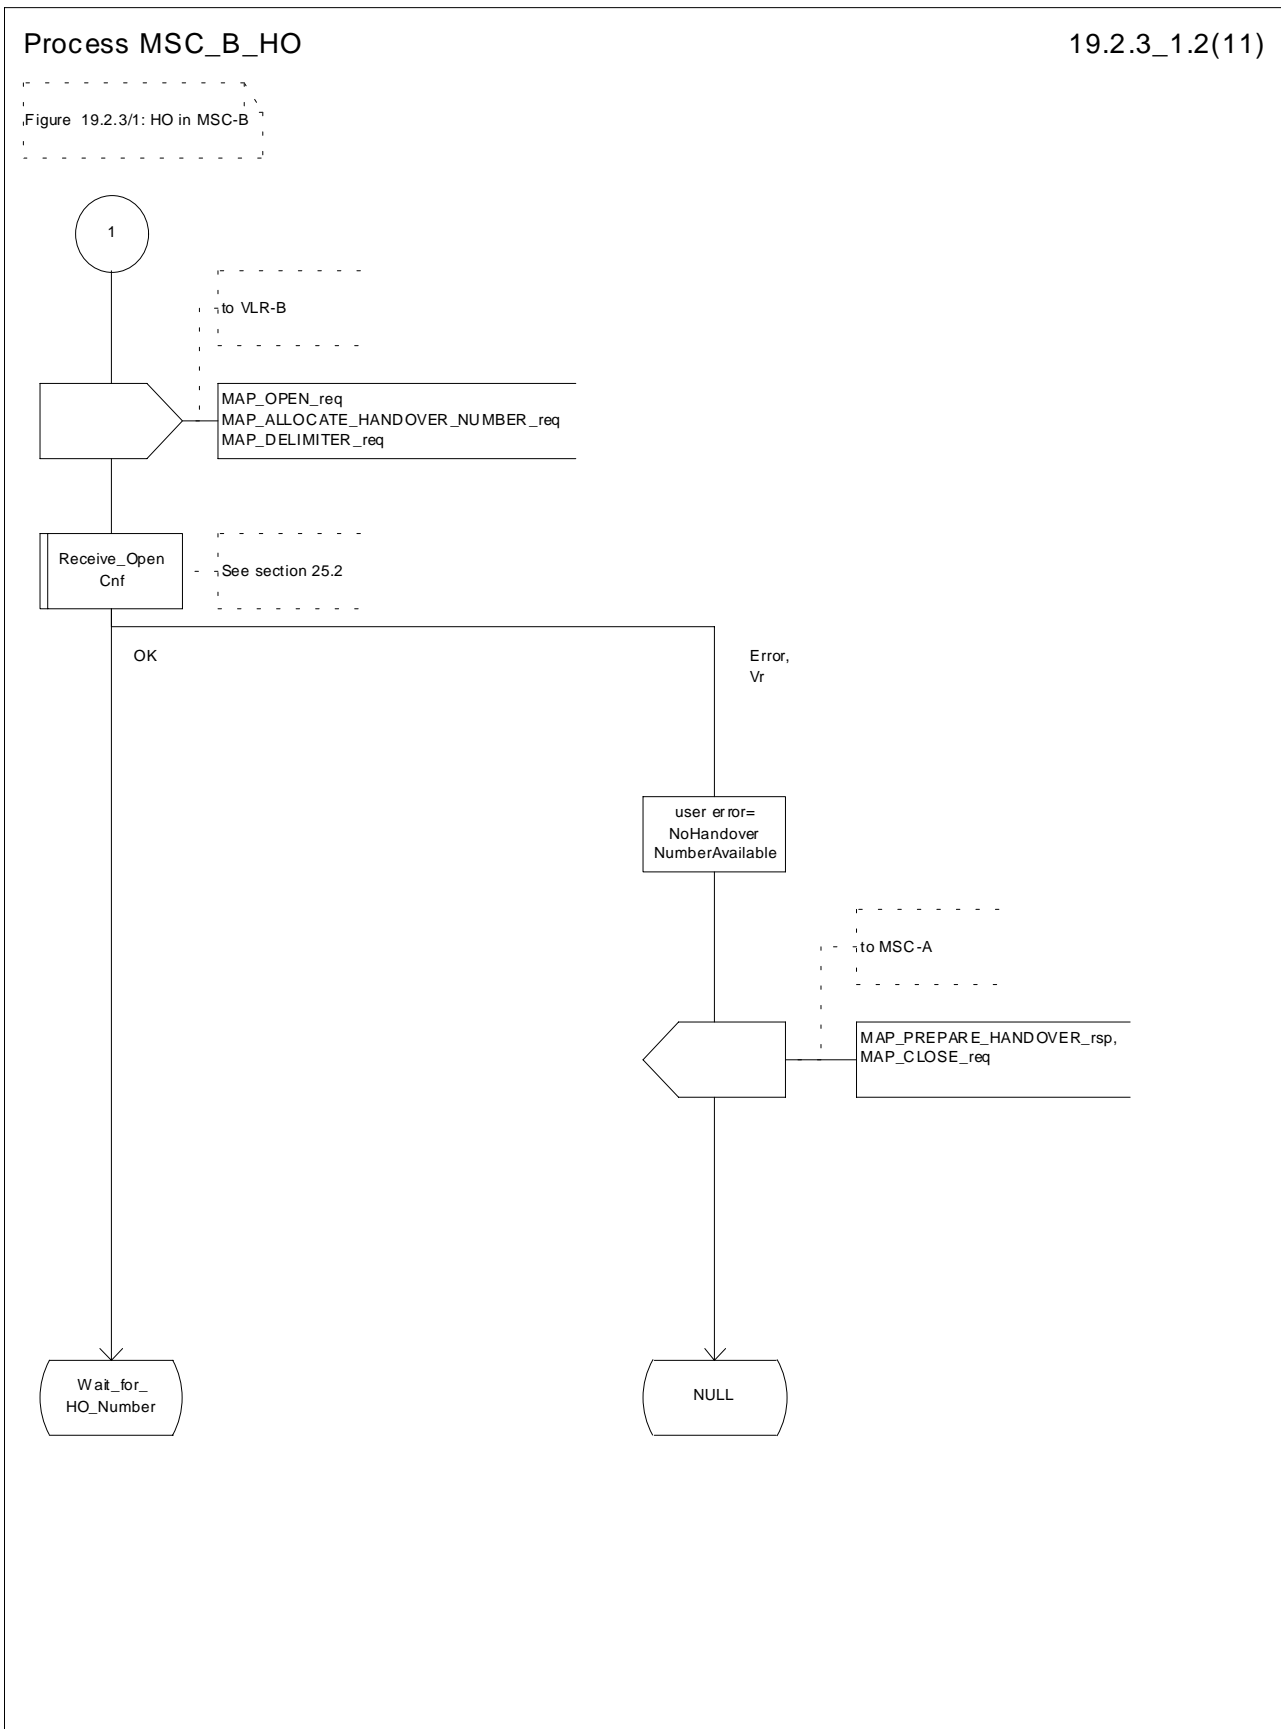 Process MSC_B_HO
19.2.3_1.2(11)
Figure 19.2.3/1: HO in MSC-B
1
to VLR-B
MAP_OPEN_req
MAP_ALLOCATE_HANDOVER_NUMBER_req
MAP_DELIMITER_req
Receive_Open
Cnf
See section 25.2
OK
Error,
Vr
user error=
NoHandover
NumberAvailable
to MSC-A
MAP_PREPARE_HANDOVER_rsp,
MAP_CLOSE_req
Wait_for_
HO_Number
NULL